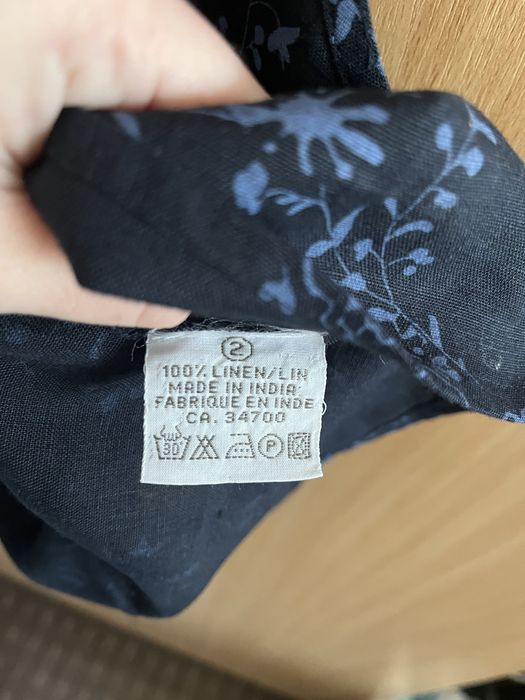 2
100% LINEN/LIN
MADE IN INDIA
FABRIQUE EN INDE
CA. 34700
30 P